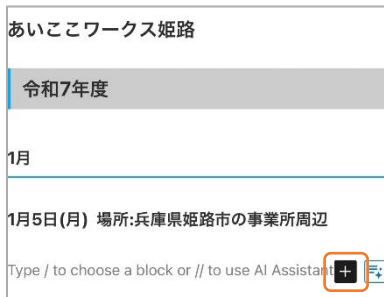 あいここワークス姫路
令和7年度
1月
1月5日(月) 場所:兵庫県姫路市の事業所周辺
Type / to choose a block or // to use AI Assistant